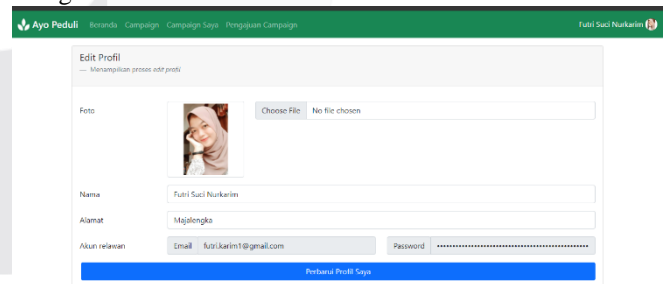 Ayo Peduli Beranda Campaign Campaign Saya Pengajuan Campaign Futri Suci Nurkarim
Edit Profil
— Menampilkan proses edit profil
Foto Choose File No file chosen
Nama Futri Suci Nurkarim
Alamat Majalengka
Akun relawan Email futri.karim1@gmail.com Password
Perbarui Profil Saya